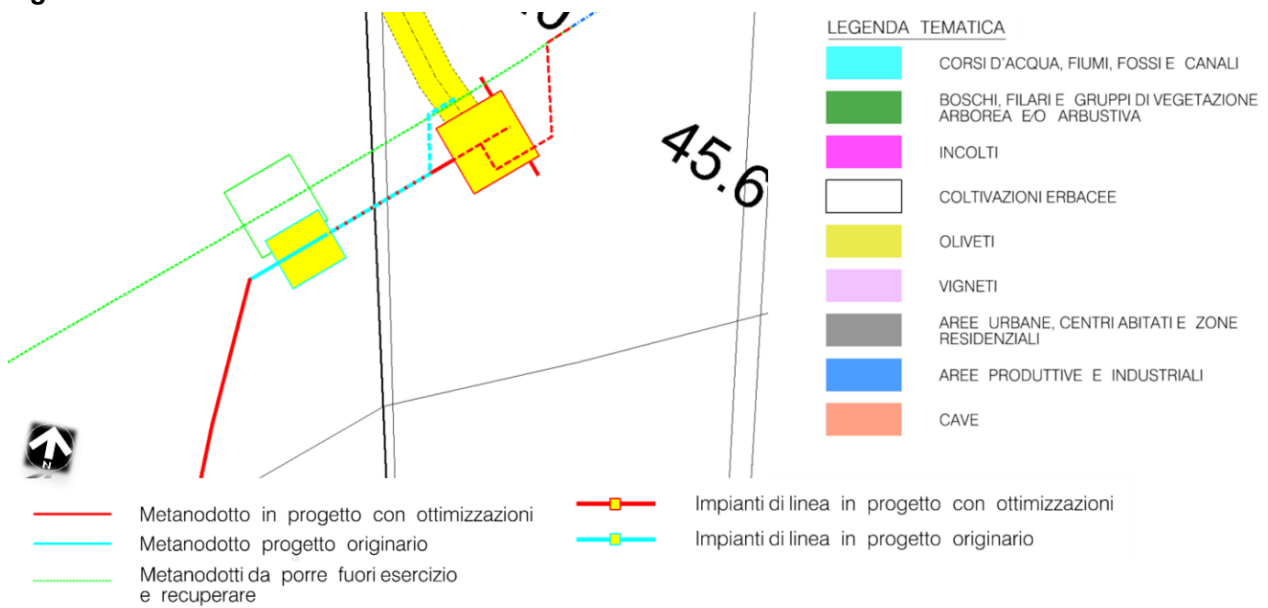 45.6
N
LEGENDA TEMATICA
CORSI D'ACQUA, FIUMI, FOSSI E CANALI
BOSCHI, FILARI E GRUPPI DI VEGETAZIONE
ARBOREA E/O ARBUSTIVA
INCOLTI
COLTIVAZIONI ERBACEE
OLIVETI
VIGNETI
AREE URBANE, CENTRI ABITATI E ZONE
RESIDENZIALI
AREE PRODUTTIVE E INDUSTRIALI
CAVE
Metanodotto in progetto con ottimizzazioni
Metanodotto progetto originario
Metanodotti da porre fuori esercizio
e recuperare
Impianti di linea in progetto con ottimizzazioni
Impianti di linea in progetto originario